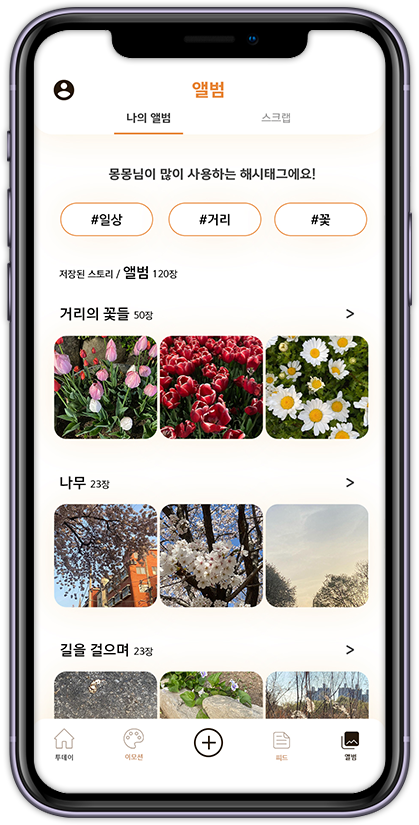 앨범
나의 앨범 스크랩
몽몽님이 많이 사용하는 해시태그에요!
#일상 #거리 #꽃
저장된 스토리 / 앨범 120장
거리의 꽃들 50장 >
나무 23장 >
길을 걸으며 23장 >
투데이 이모션 피드 앨범